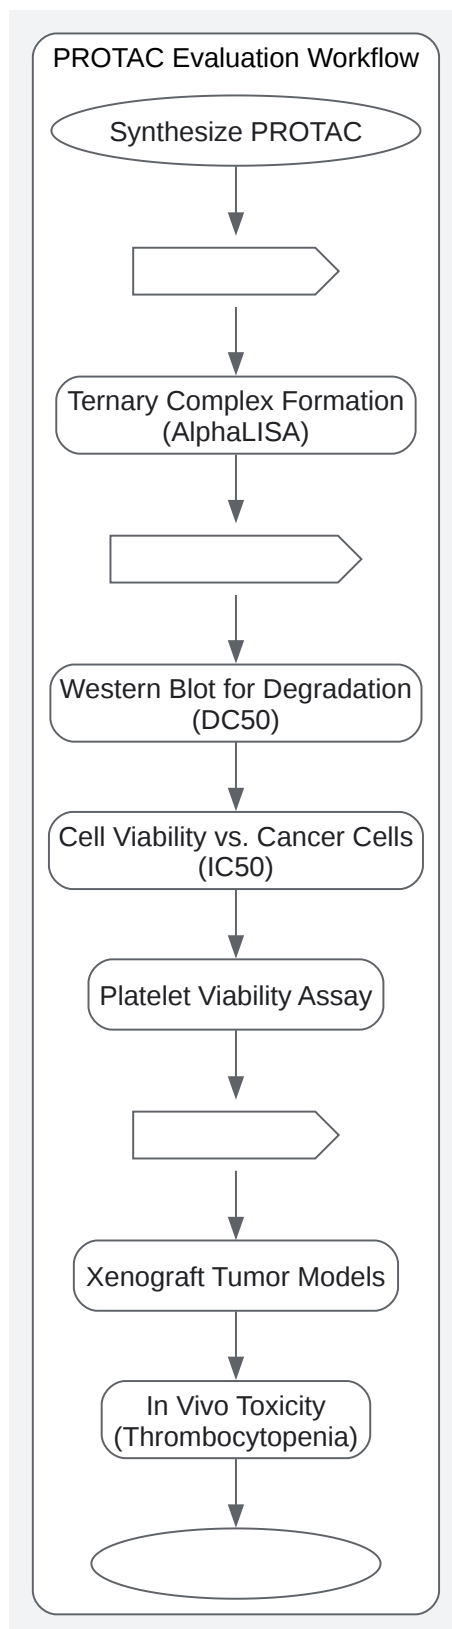 PROTAC Evaluation Workflow
Synthesize PROTAC
Ternary Complex Formation
(AlphaLISA)
Western Blot for Degradation
(DC50)
Cell Viability vs. Cancer Cells
(IC50)
Platelet Viability Assay
Xenograft Tumor Models
In Vivo Toxicity
(Thrombocytopenia)